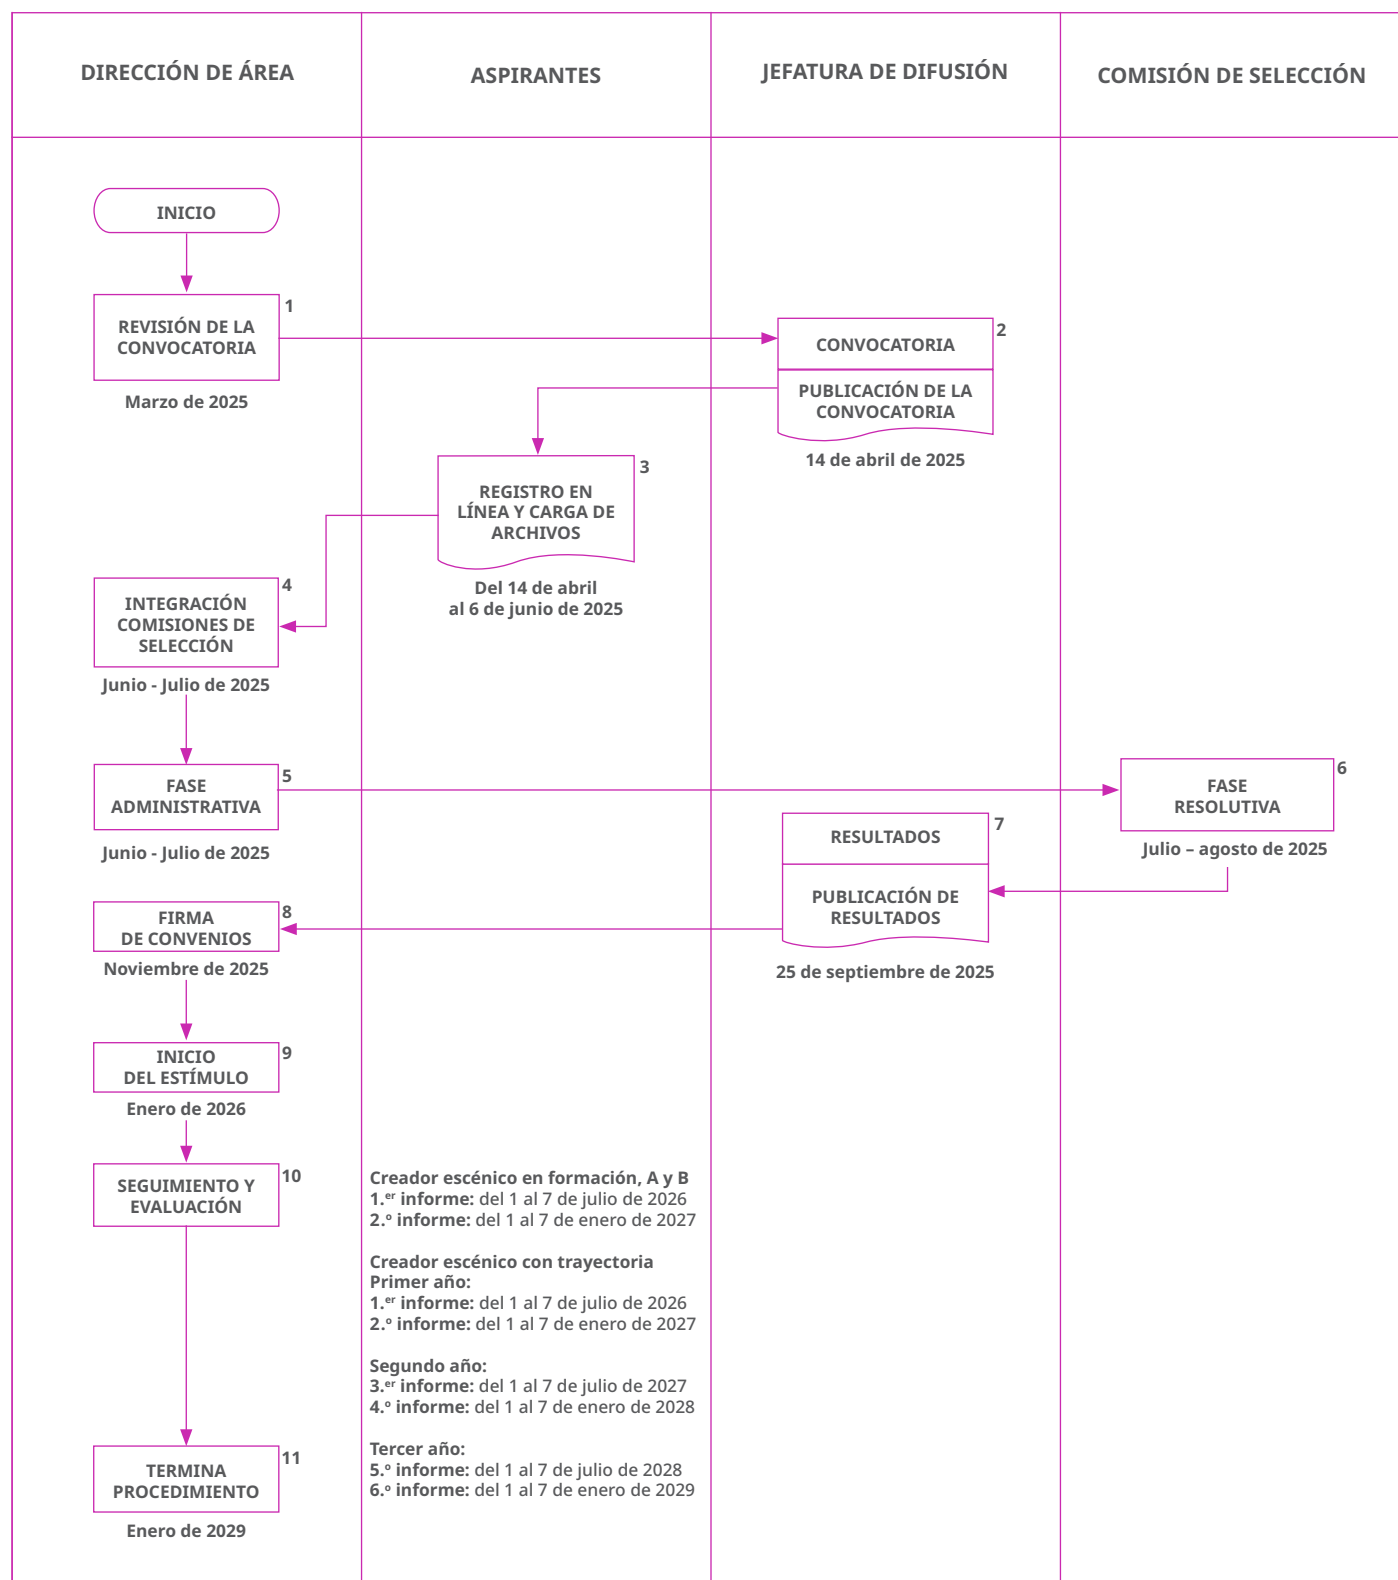 DIRECCIÓN DE ÁREA
ASPIRANTES
JEFATURA DE DIFUSIÓN
COMISIÓN DE SELECCIÓN
INICIO
1
REVISIÓN DE LA
CONVOCATORIA
Marzo de 2025
2
CONVOCATORIA
PUBLICACIÓN DE LA
CONVOCATORIA
14 de abril de 2025
3
REGISTRO EN
LÍNEA Y CARGA DE
ARCHIVOS
Del 14 de abril
al 6 de junio de 2025
4
INTEGRACIÓN
COMISIONES DE
SELECCIÓN
Junio - Julio de 2025
5
FASE
ADMINISTRATIVA
Junio - Julio de 2025
6
FASE
RESOLUTIVA
Julio – agosto de 2025
7
RESULTADOS
PUBLICACIÓN DE
RESULTADOS
25 de septiembre de 2025
8
FIRMA
DE CONVENIOS
Noviembre de 2025
9
INICIO
DEL ESTÍMULO
Enero de 2026
10
SEGUIMIENTO Y
EVALUACIÓN
Creador escénico en formación, A y B
1.er informe: del 1 al 7 de julio de 2026
2.º informe: del 1 al 7 de enero de 2027
Creador escénico con trayectoria
Primer año:
1.er informe: del 1 al 7 de julio de 2026
2.º informe: del 1 al 7 de enero de 2027
Segundo año:
3.er informe: del 1 al 7 de julio de 2027
4.º informe: del 1 al 7 de enero de 2028
Tercer año:
5.º informe: del 1 al 7 de julio de 2028
6.º informe: del 1 al 7 de enero de 2029
11
TERMINA
PROCEDIMIENTO
Enero de 2029